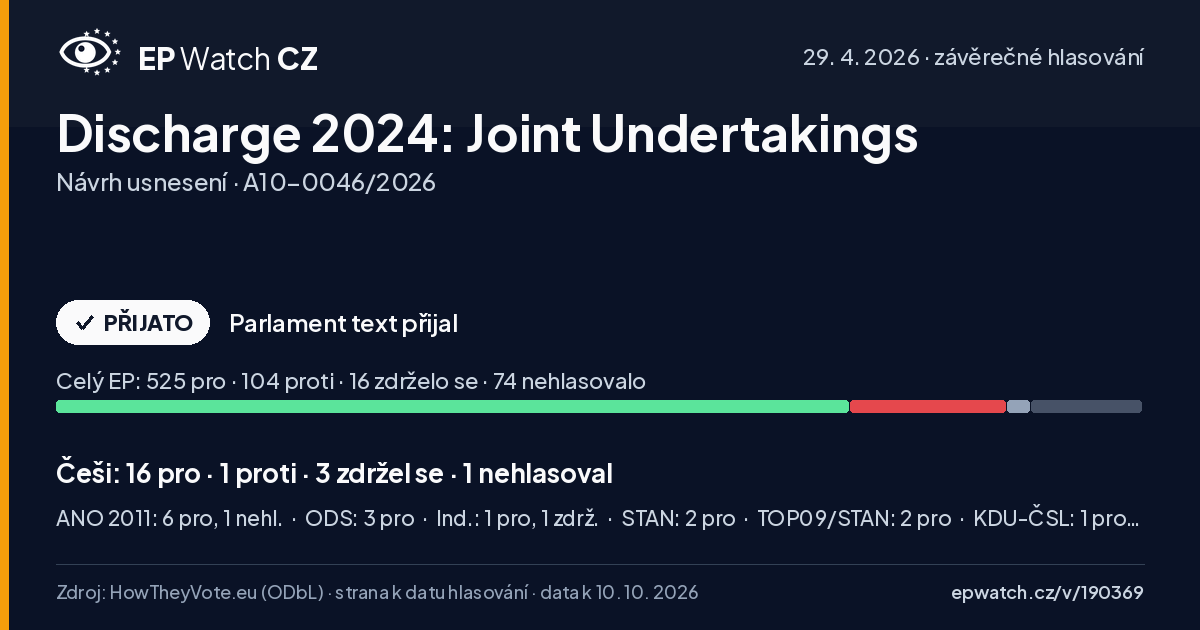 EP Watch CZ
29. 4. 2026 · závěrečné hlasování
Discharge 2024: Joint Undertakings
Návrh usnesení · A10-0046/2026
✓ PŘIJATO Parlament text přijal
Celý EP: 525 pro · 104 proti · 16 zdrželo se · 74 nehlasovalo
Češi: 16 pro · 1 proti · 3 zdržel se · 1 nehlasoval
ANO 2011: 6 pro, 1 nehl. · ODS: 3 pro · Ind.: 1 pro, 1 zdrž. · STAN: 2 pro · TOP09/STAN: 2 pro · KDU-ČSL: 1 pro…
Zdroj: HowTheyVote.eu (ODbL) · strana k datu hlasování · data k 10. 10. 2026
epwatch.cz/v/190369